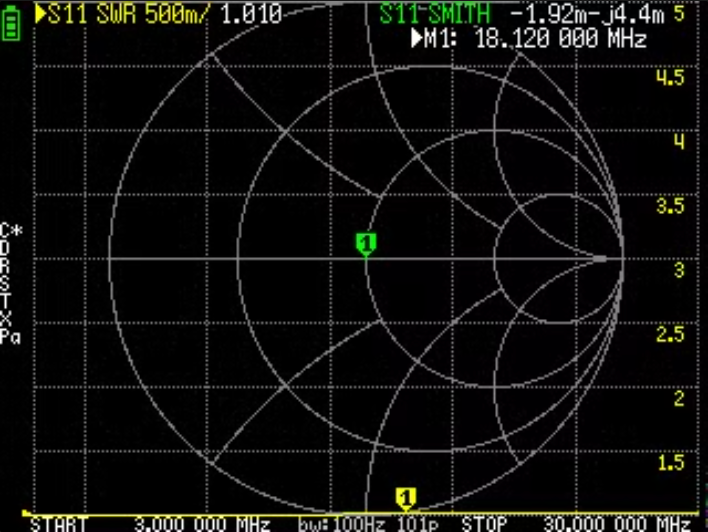 S11 SWR 500m/ 1.010
S11 SMITH -1.92m-j4.4m
M1: 18.120 000 MHz
5
4.5
4
3.5
3
2.5
2
1.5
C*
D
R
S
T
X
Pa
1
1
START 3.000 000 MHz bw:100Hz 101p STOP 30.000 000 MHz